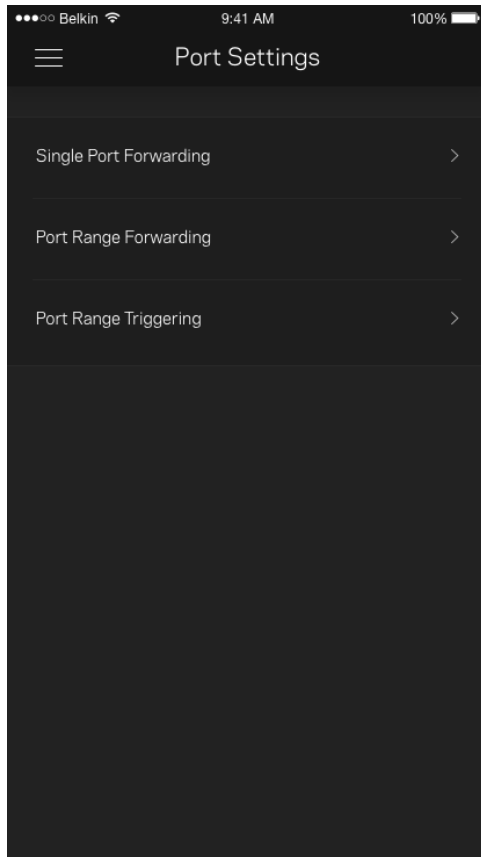 Belkin 9:41 AM 100%
Port Settings
Single Port Forwarding
Port Range Forwarding
Port Range Triggering